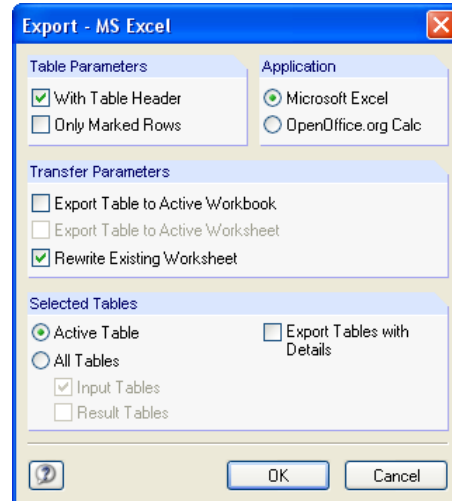 Export - MS Excel
Table Parameters
With Table Header
Only Marked Rows
Application
Microsoft Excel
OpenOffice.org Calc
Transfer Parameters
Export Table to Active Workbook
Export Table to Active Worksheet
Rewrite Existing Worksheet
Selected Tables
Active Table
All Tables
Input Tables
Result Tables
Export Tables with
Details
OK
Cancel